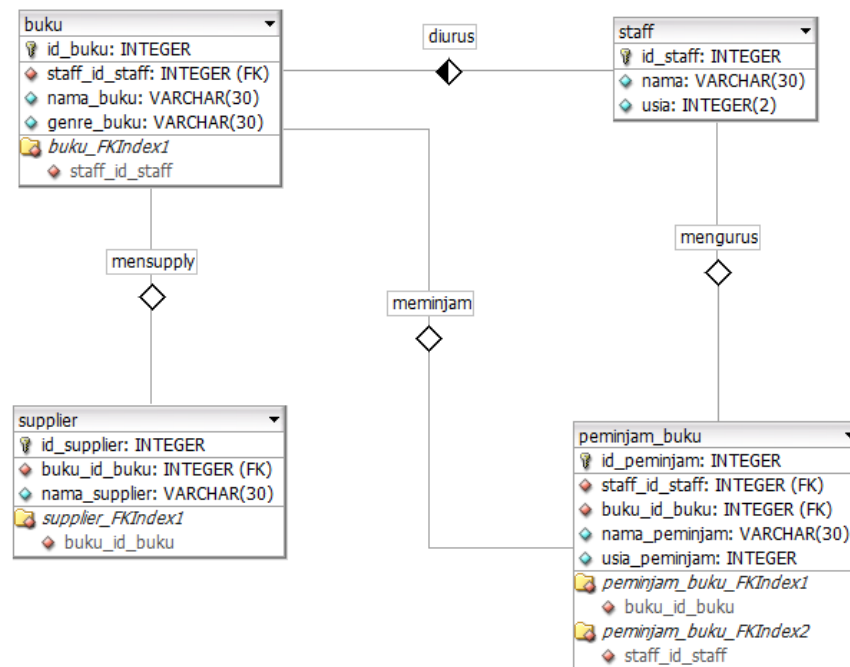 buku
id_buku: INTEGER
staff_id_staff: INTEGER (FK)
nama_buku: VARCHAR(30)
genre_buku: VARCHAR(30)
buku_FKIndex1
staff_id_staff
diurus
staff
id_staff: INTEGER
nama: VARCHAR(30)
usia: INTEGER(2)
mensupply
meminjam
mengurus
supplier
id_supplier: INTEGER
buku_id_buku: INTEGER (FK)
nama_supplier: VARCHAR(30)
supplier_FKIndex1
buku_id_buku
peminjam_buku
id_peminjam: INTEGER
staff_id_staff: INTEGER (FK)
buku_id_buku: INTEGER (FK)
nama_peminjam: VARCHAR(30)
usia_peminjam: INTEGER
peminjam_buku_FKIndex1
buku_id_buku
peminjam_buku_FKIndex2
staff_id_staff